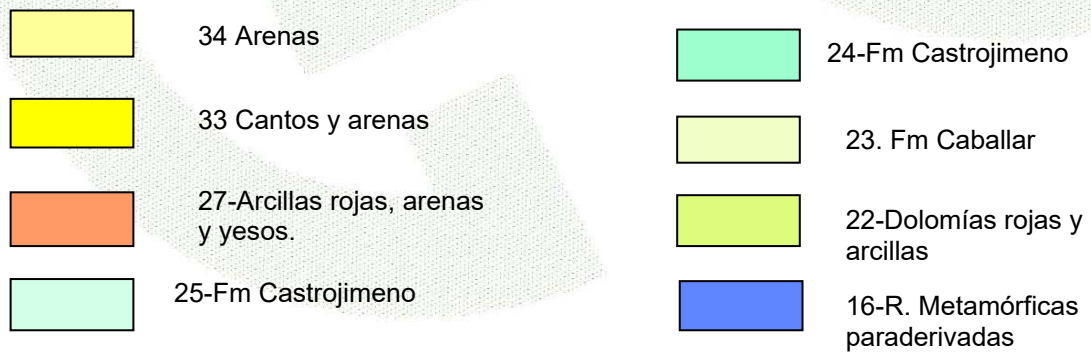 34 Arenas
33 Cantos y arenas
27-Arcillas rojas, arenas
y yesos.
25-Fm Castrojimeno
24-Fm Castrojimeno
23. Fm Caballar
22-Dolomías rojas y
arcillas
16-R. Metamórficas
paraderivadas